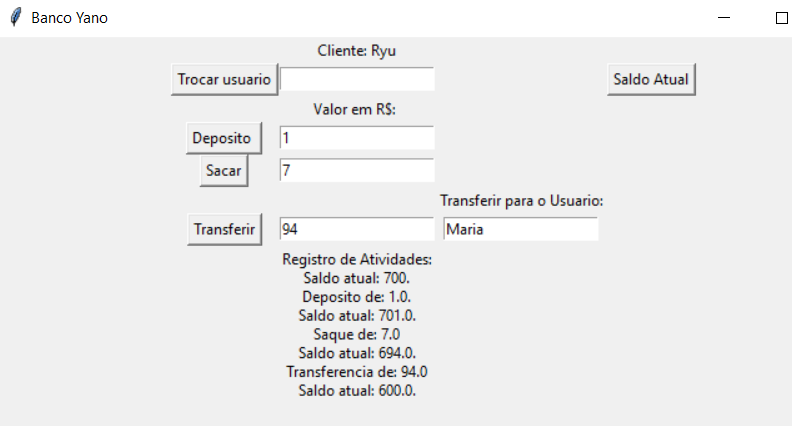 Banco Yano
Cliente: Ryu
Trocar usuario
Saldo Atual
Valor em R$:
Deposito
1
Sacar
7
Transferir para o Usuario:
Transferir
94
Maria
Registro de Atividades:
Saldo atual: 700.
Deposito de: 1.0.
Saldo atual: 701.0.
Saque de: 7.0
Saldo atual: 694.0.
Transferencia de: 94.0
Saldo atual: 600.0.